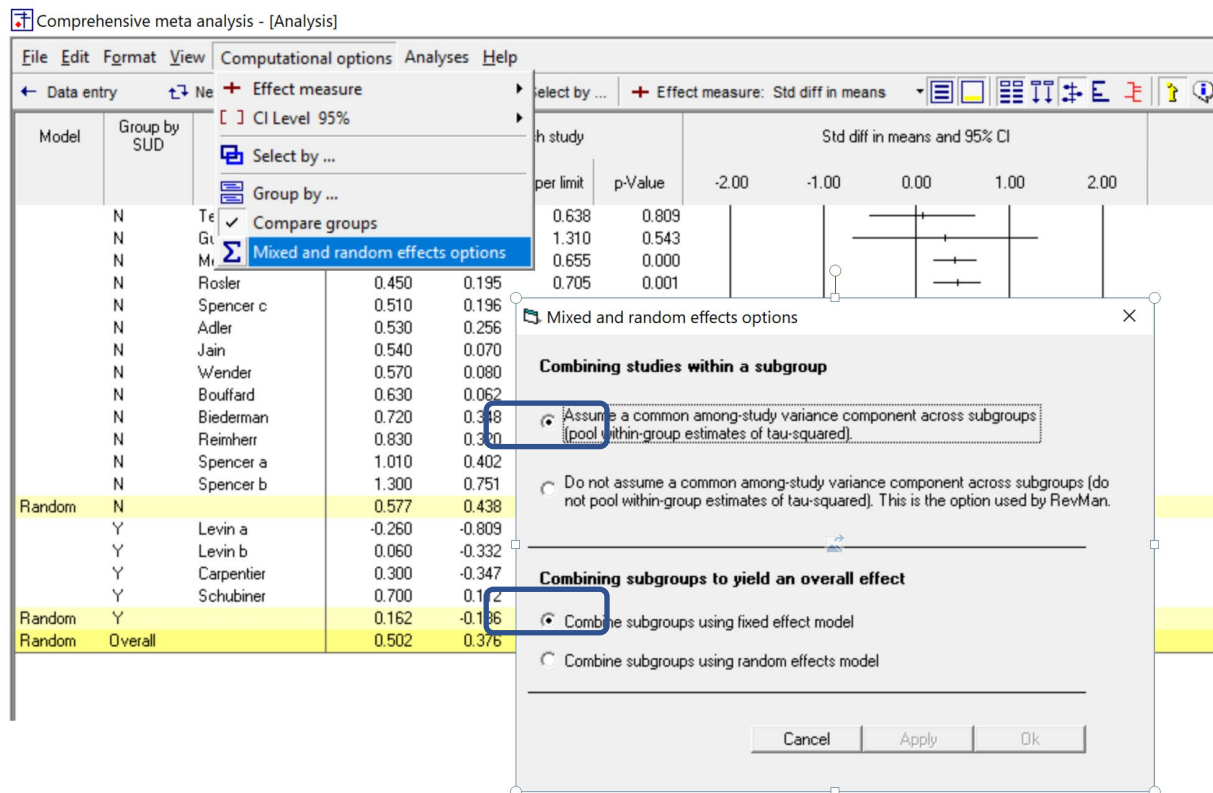 Comprehensive meta analysis - [Analysis]
File Edit Format View Computational options Analyses Help
Data entry Ne Select by ... Effect measure: Std diff in means
Effect measure
CI Level 95%
Select by ...
Group by ...
Compare groups
Mixed and random effects options
Model Group by SUD h study Std diff in means and 95% CI
per limit p-Value -2.00 -1.00 0.00 1.00 2.00
N Te 0.638 0.809
N Gu 1.310 0.543
N Me 0.655 0.000
N Rosler 0.450 0.195 0.705 0.001
N Spencer c 0.510 0.196
N Adler 0.530 0.256
N Jain 0.540 0.070
N Wender 0.570 0.080
N Bouffard 0.630 0.062
N Biederman 0.720 0.348
N Reimherr 0.830 0.320
N Spencer a 1.010 0.402
N Spencer b 1.300 0.751
Random N 0.577 0.438
Y Levin a -0.260 -0.809
Y Levin b 0.060 -0.332
Y Carpentier 0.300 -0.347
Y Schubiner 0.700
Random Y 0.162
Random Overall 0.502 0.376
Mixed and random effects options
Combining studies within a subgroup
Assume a common among-study variance component across subgroups
(pool within-group estimates of tau-squared).
Do not assume a common among-study variance component across subgroups (do
not pool within-group estimates of tau-squared). This is the option used by RevMan.
Combining subgroups to yield an overall effect
Combine subgroups using fixed effect model
Combine subgroups using random effects model
Cancel Apply Ok